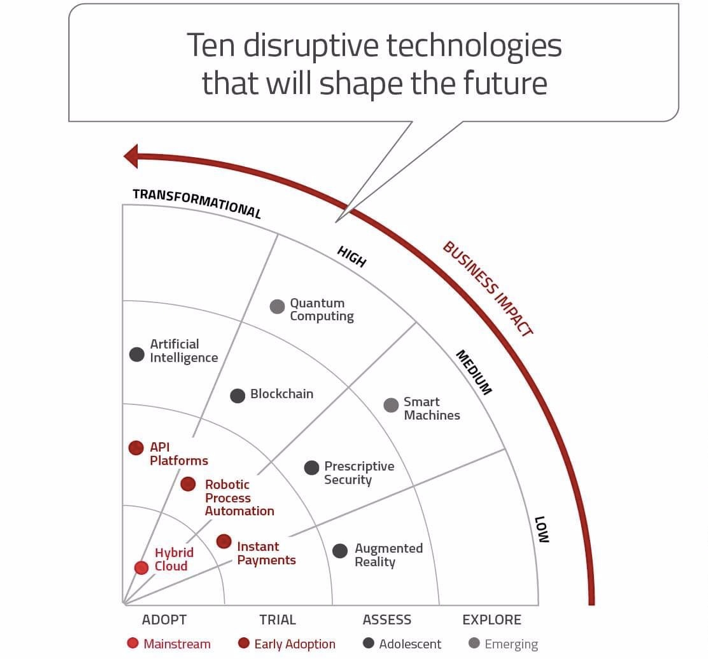 Ten disruptive technologies
that will shape the future
TRANSFORMATIONAL
HIGH
BUSINESS IMPACT
MEDIUM
LOW
Quantum
Computing
Artificial
Intelligence
Blockchain
Smart
Machines
API
Platforms
Prescriptive
Security
Robotic
Process
Automation
Instant
Payments
Augmented
Reality
Hybrid
Cloud
ADOPT
TRIAL
ASSESS
EXPLORE
Mainstream
Early Adoption
Adolescent
Emerging